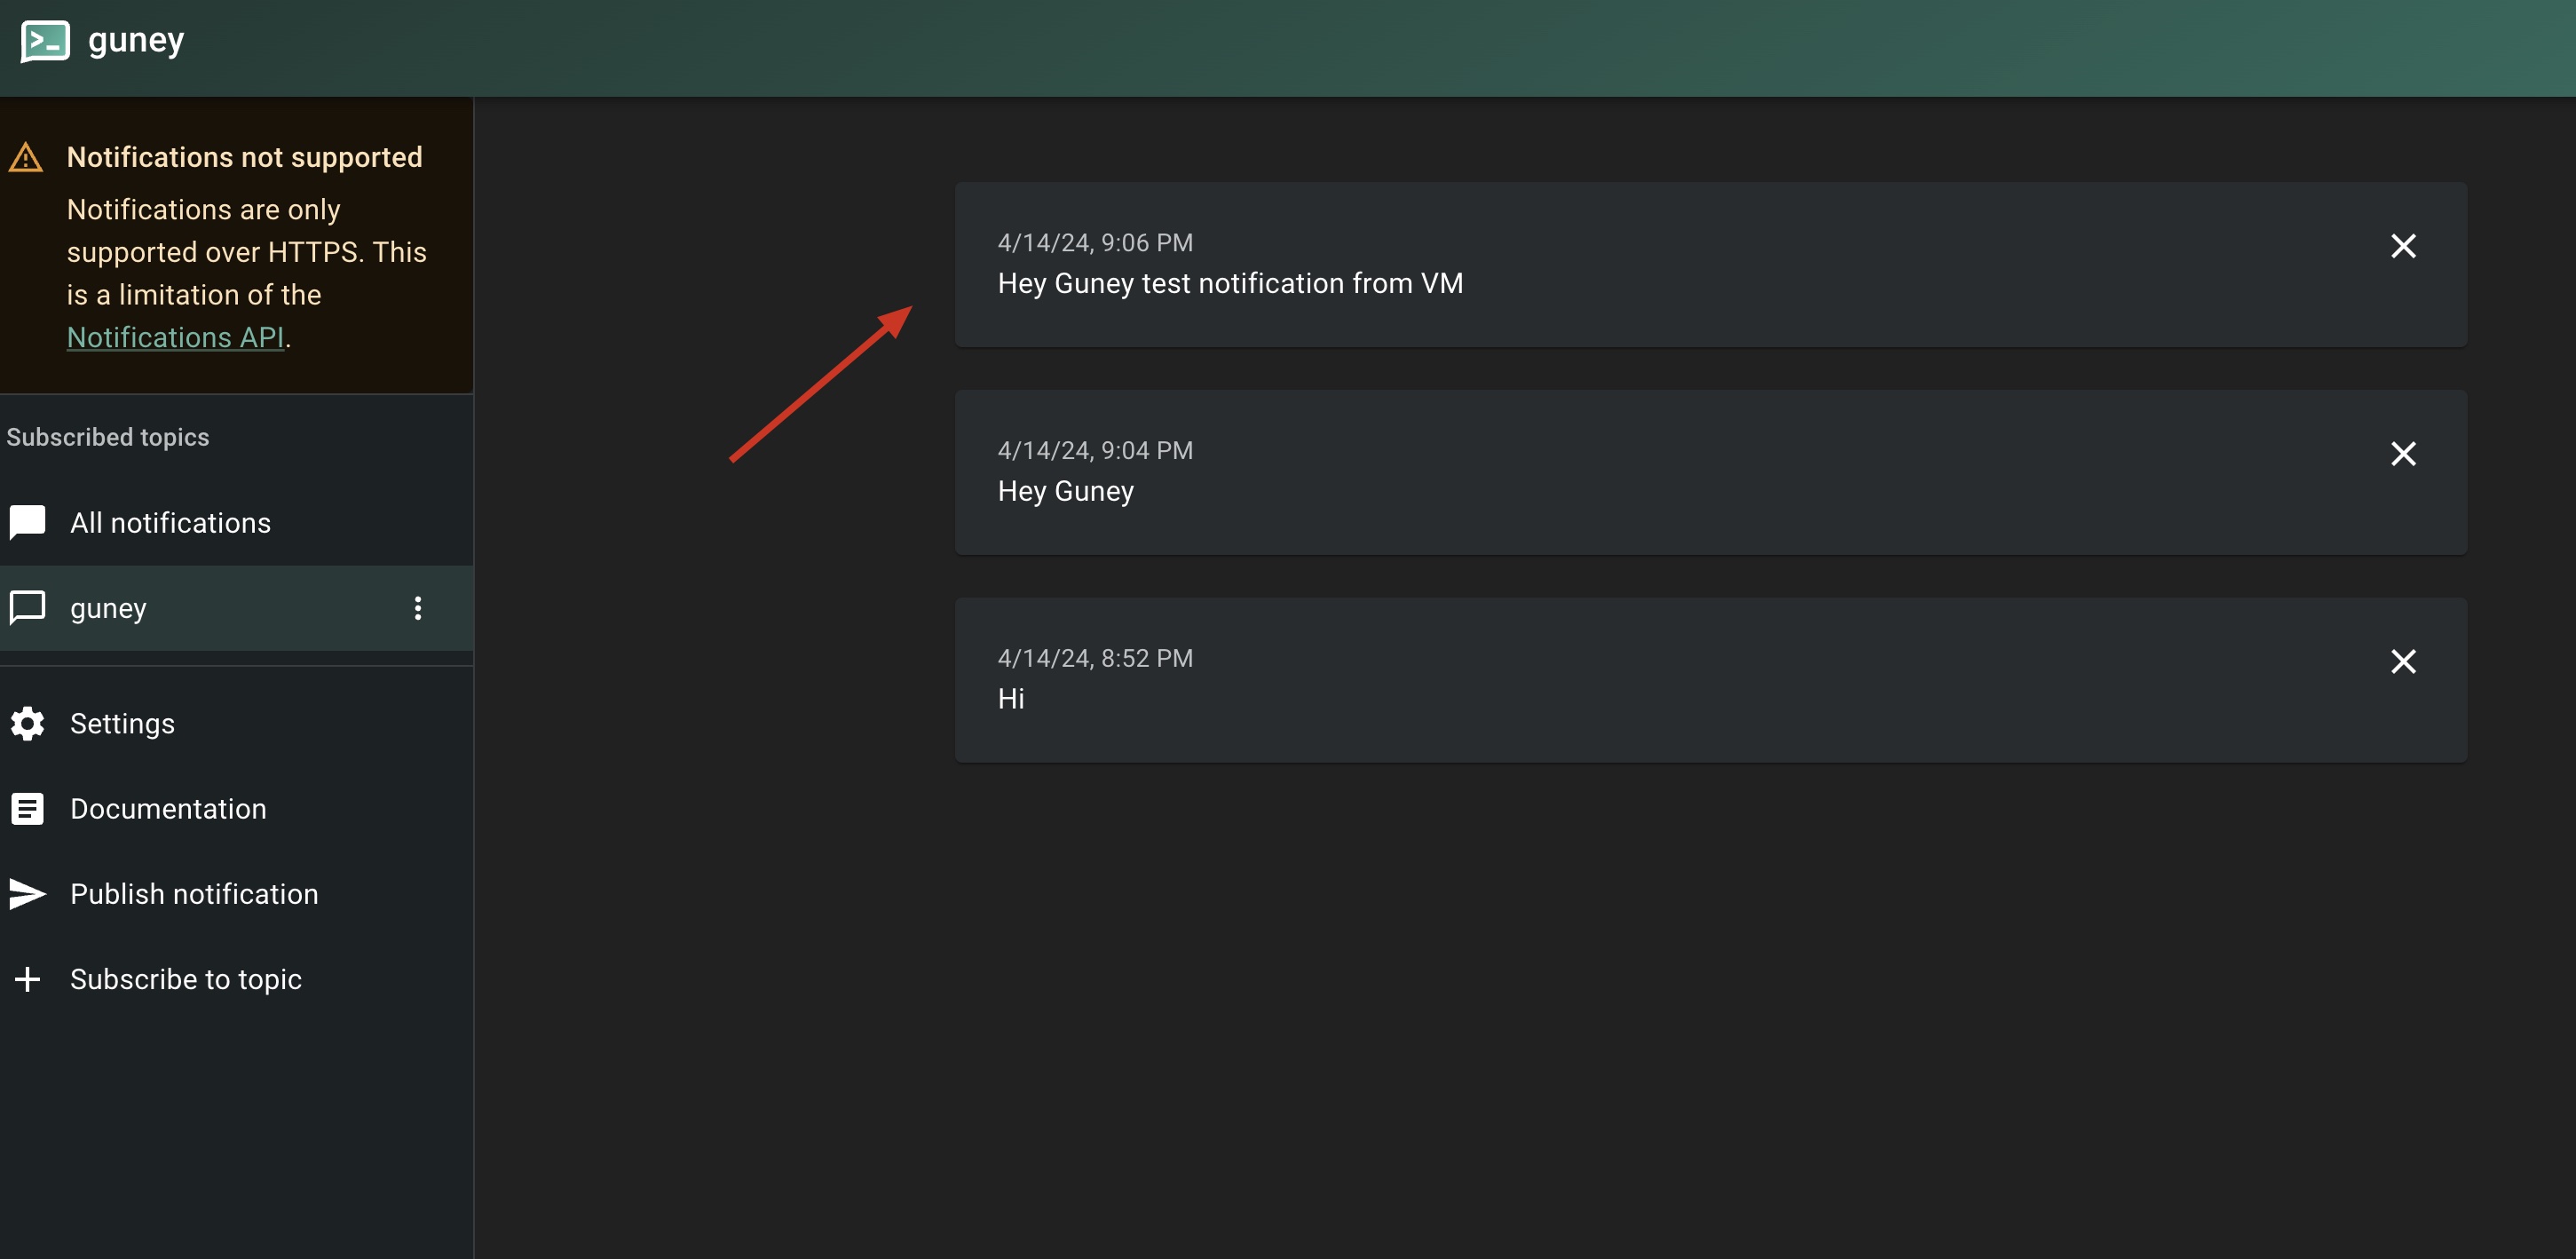 guney
Notifications not supported
Notifications are only
supported over HTTPS. This
is a limitation of the
Notifications API.
Subscribed topics
All notifications
guney
Settings
Documentation
Publish notification
Subscribe to topic
4/14/24, 9:06 PM
Hey Guney test notification from VM
4/14/24, 9:04 PM
Hey Guney
4/14/24, 8:52 PM
Hi